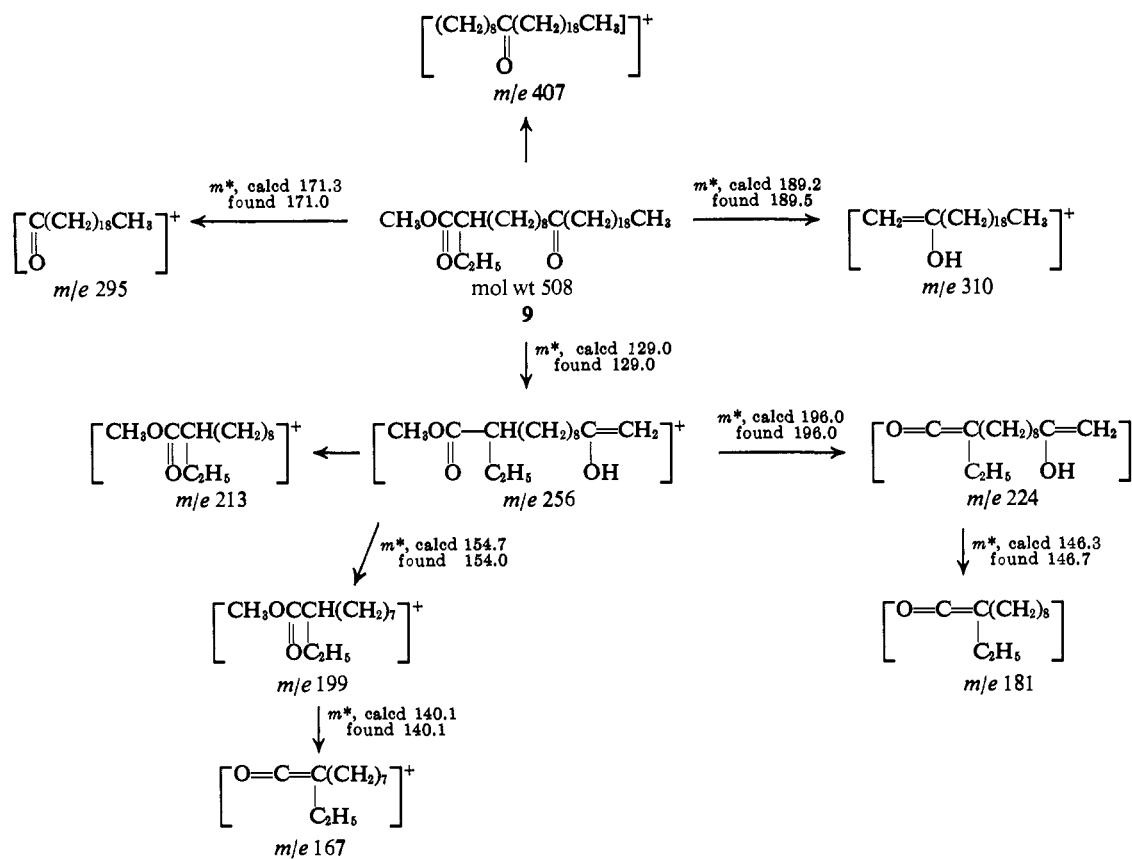 [(CH₂)₈C(CH₂)₁₈CH₃]]⁺
O
m/e 407
m*, calcd 171.3
found 171.0
m*, calcd 189.2
found 189.5
[C(CH₂)₁₈CH₃]⁺
O
m/e 295
CH₃OCCH(CH₂)₈C(CH₂)₁₈CH₃
OC₂H₅ O
mol wt 508
9
[CH₂=C(CH₂)₁₈CH₃]⁺
OH
m/e 310
m*, calcd 129.0
found 129.0
[CH₃OCCH(CH₂)₈]⁺
OC₂H₅
m/e 213
[CH₃OC—CH(CH₂)₈C=CH₂]⁺
O C₂H₅ OH
m/e 256
m*, calcd 196.0
found 196.0
[O=C=C(CH₂)₈C=CH₂]
C₂H₅ OH
m/e 224
m*, calcd 154.7
found 154.0
m*, calcd 146.3
found 146.7
[CH₃OCCH(CH₂)₇]⁺
OC₂H₅
m/e 199
[O=C=C(CH₂)₈]
C₂H₅
m/e 181
m*, calcd 140.1
found 140.1
[O=C=C(CH₂)₇]⁺
C₂H₅
m/e 167